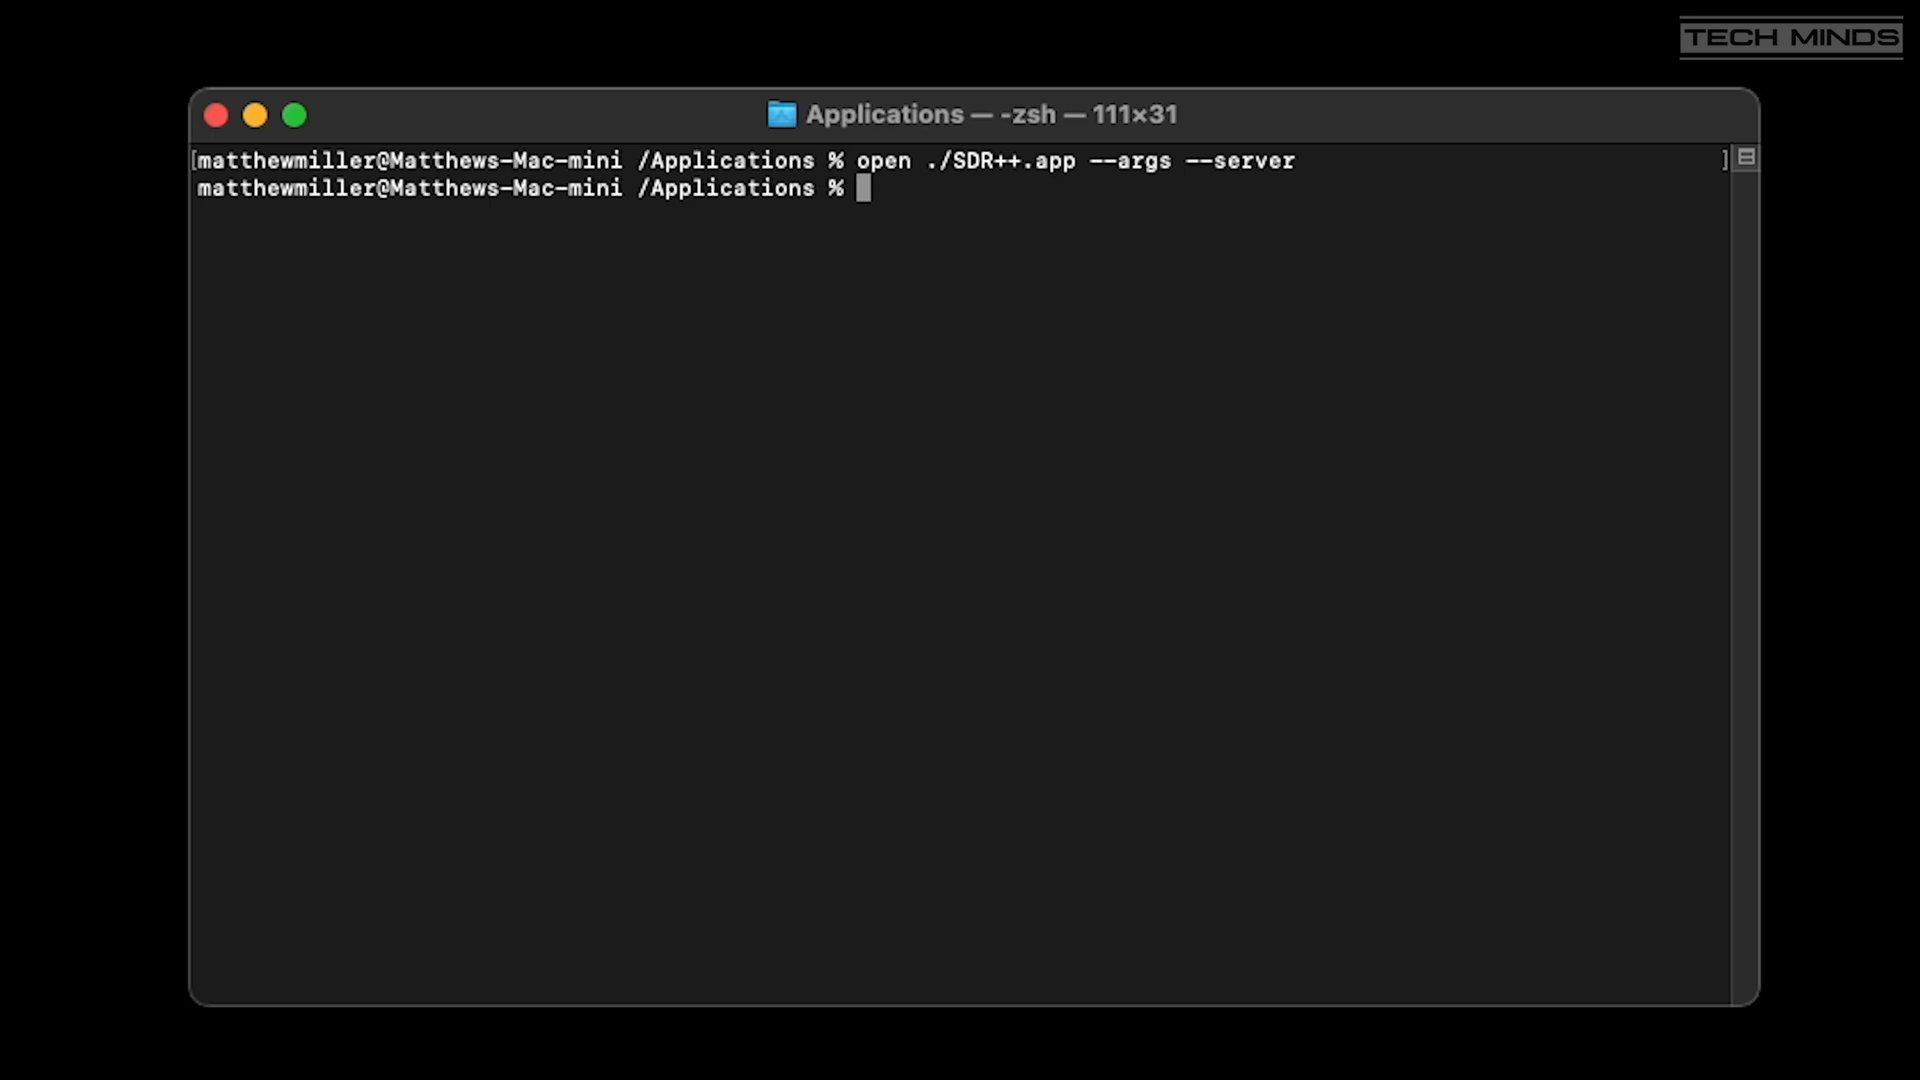 TECH MINDS
Applications — -zsh — 111×31
[matthewmiller@Matthews-Mac-mini /Applications % open ./SDR++.app --args --server ]
matthewmiller@Matthews-Mac-mini /Applications %